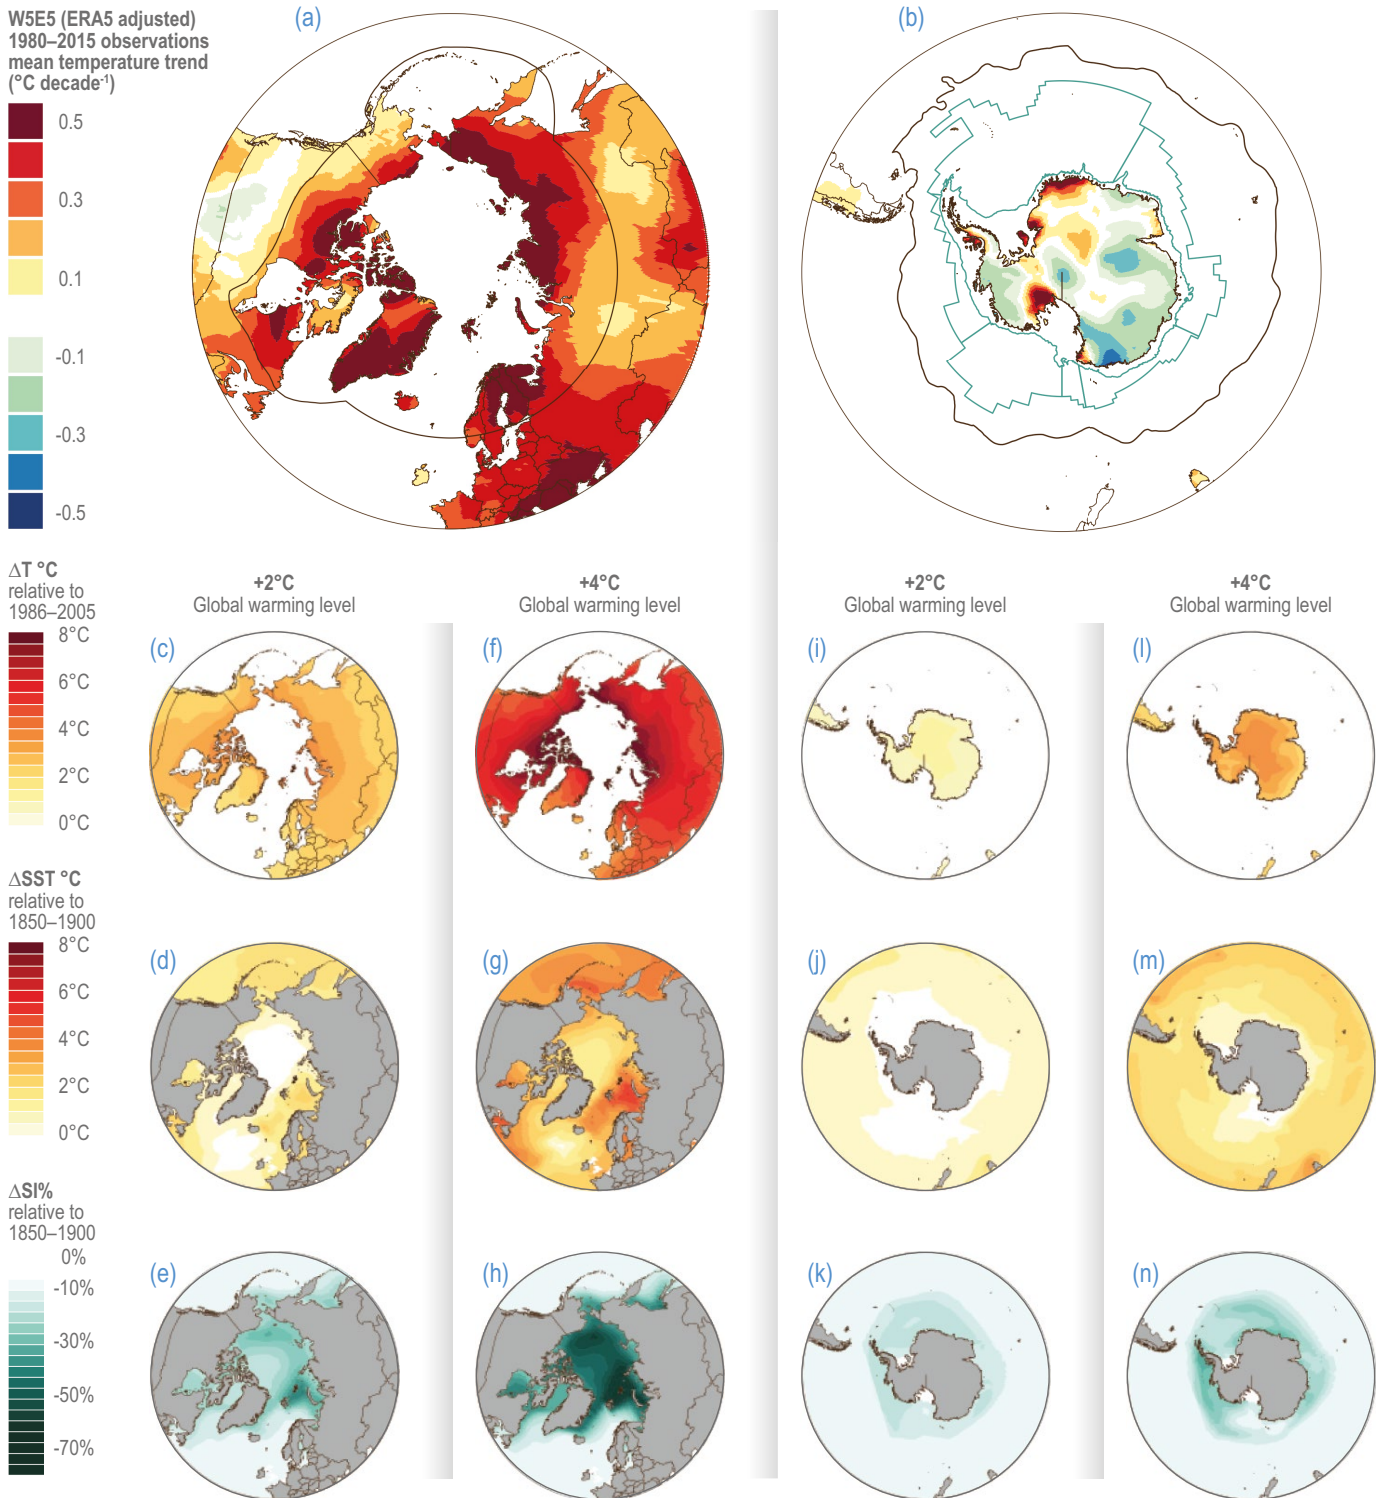 W5E5 (ERA5 adjusted)
1980–2015 observations
mean temperature trend
(°C decade⁻¹)
0.5
0.3
0.1
-0.1
-0.3
-0.5
(a)
(b)
ΔT °C
relative to
1986–2005
8°C
6°C
4°C
2°C
0°C
+2°C
Global warming level
+4°C
Global warming level
+2°C
Global warming level
+4°C
Global warming level
(c)
(f)
(i)
(l)
ΔSST °C
relative to
1850–1900
8°C
6°C
4°C
2°C
0°C
(d)
(g)
(j)
(m)
ΔSI%
relative to
1850–1900
0%
-10%
-30%
-50%
-70%
(e)
(h)
(k)
(n)